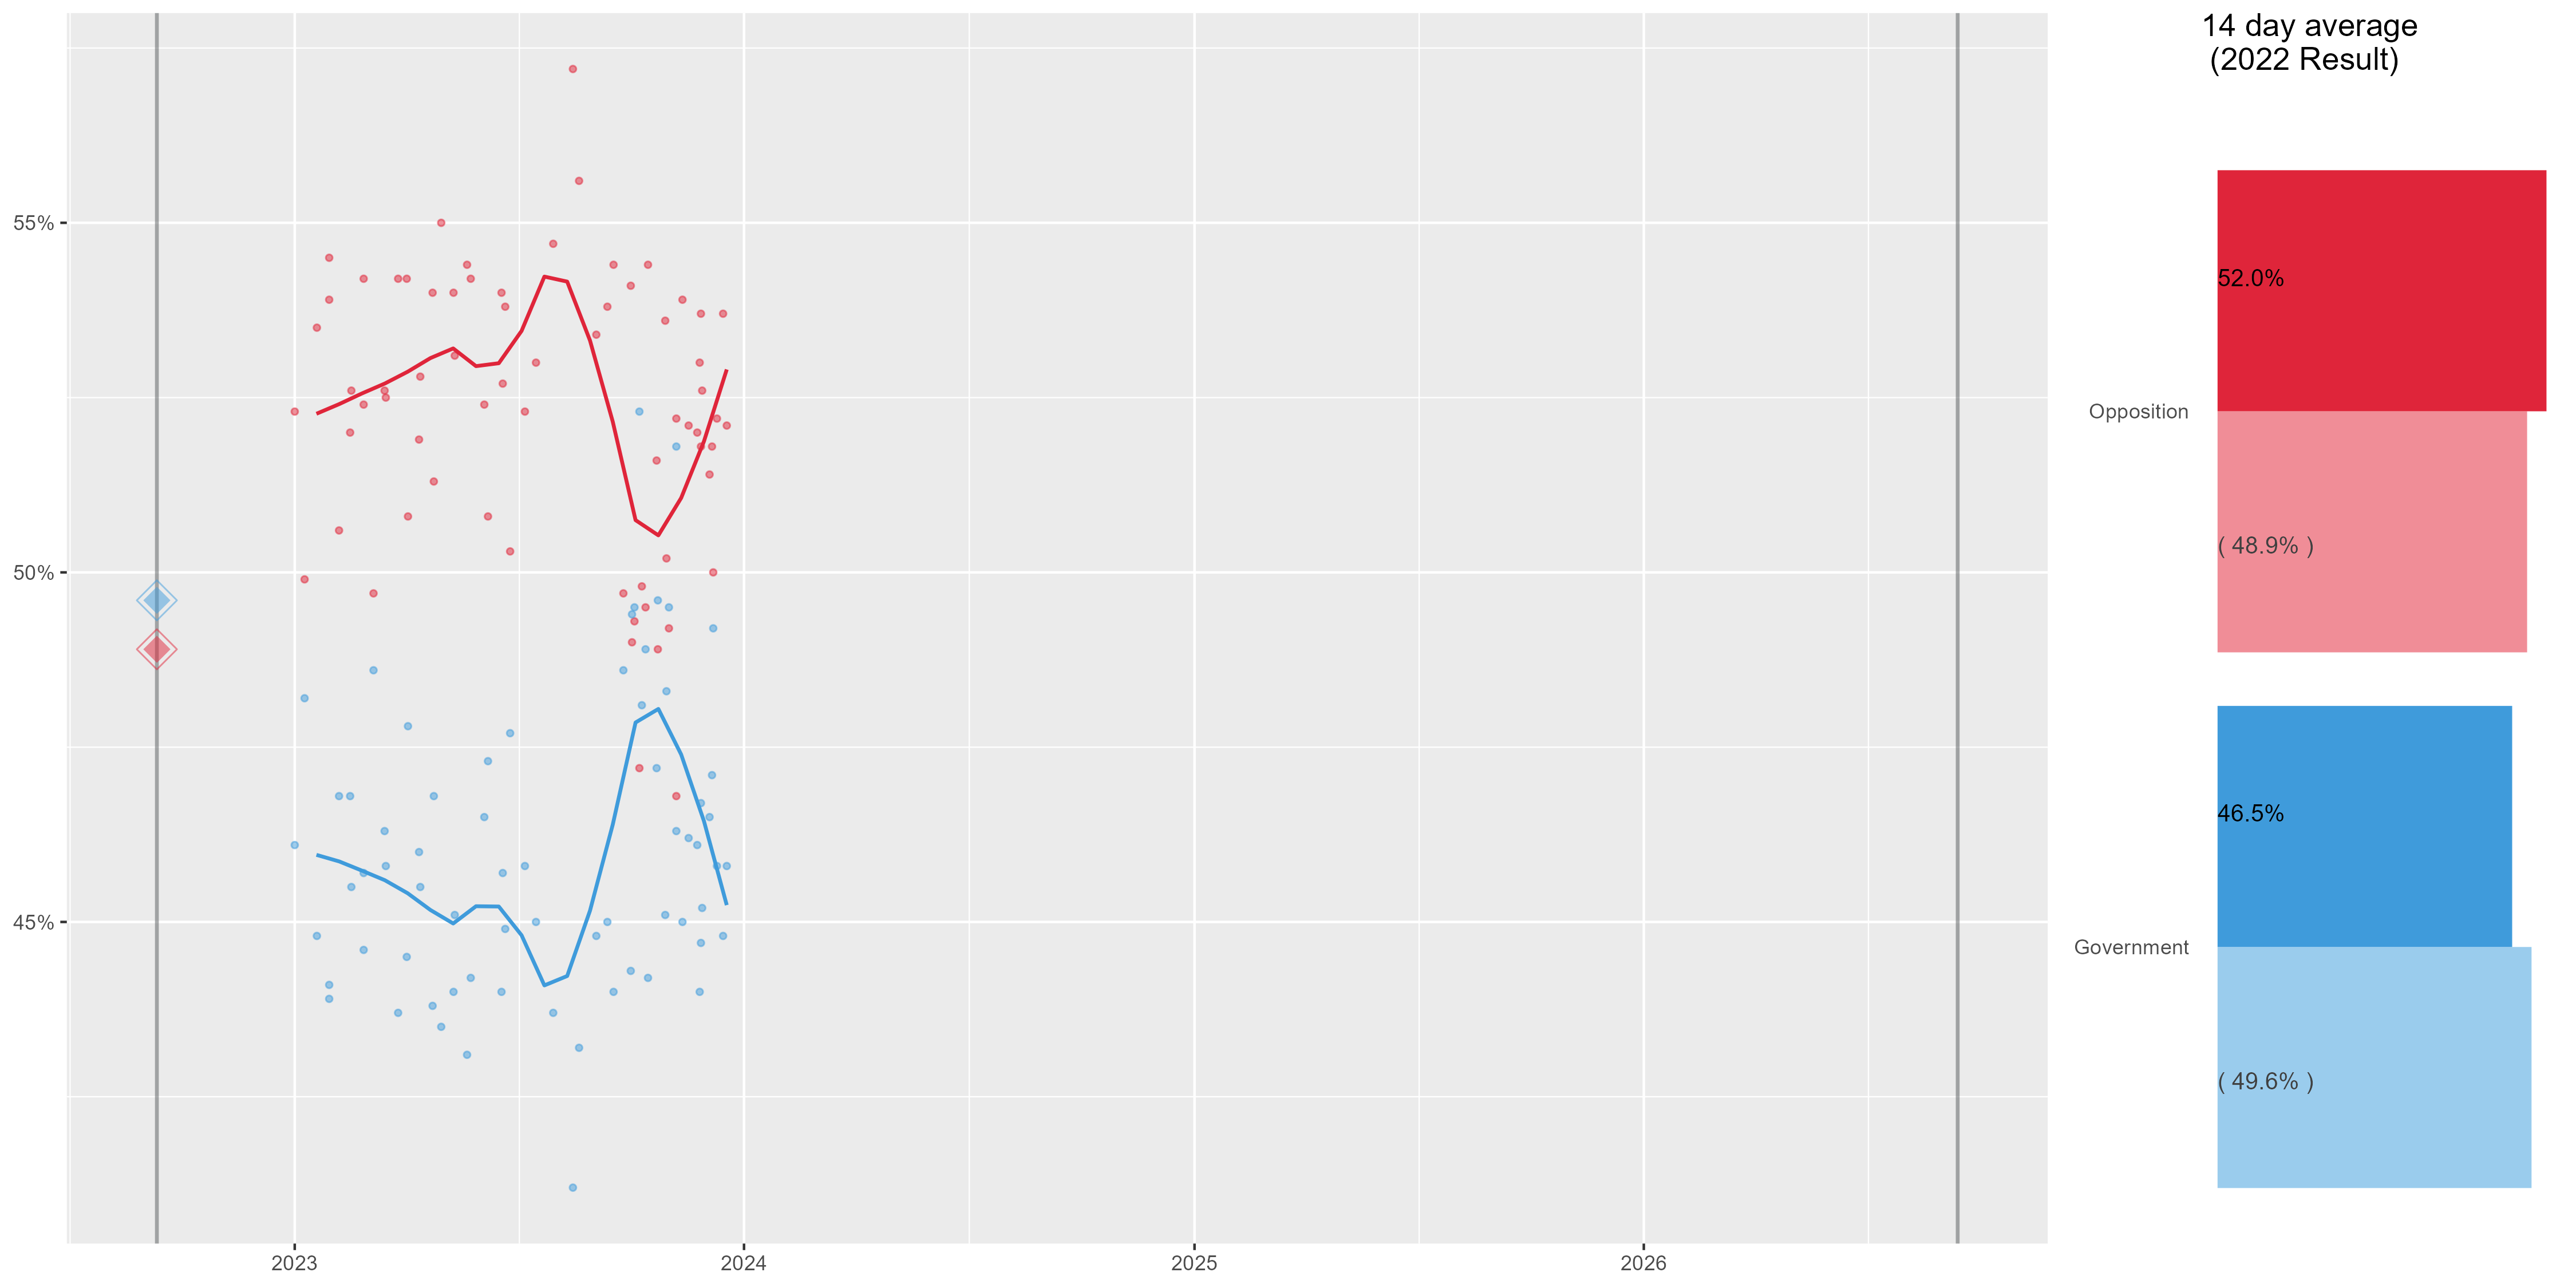 14 day average
(2022 Result)
55%
50%
45%
2023
2024
2025
2026
Opposition
52.0%
( 48.9% )
Government
46.5%
( 49.6% )